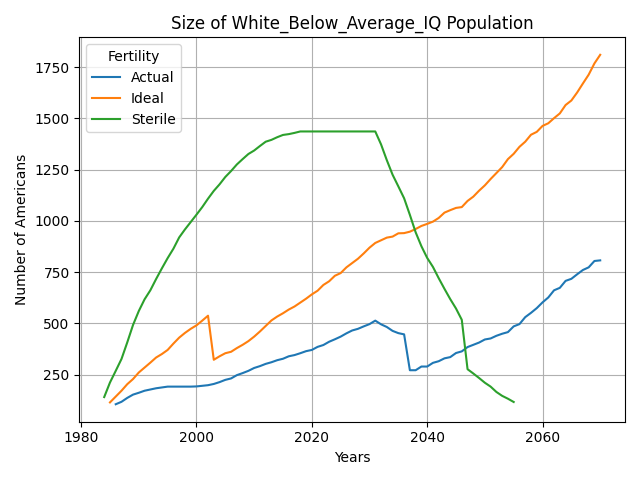 Size of White_Below_Average_IQ Population
Fertility
Actual
Ideal
Sterile
Number of Americans
1750
1500
1250
1000
750
500
250
1980
2000
2020
2040
2060
Years